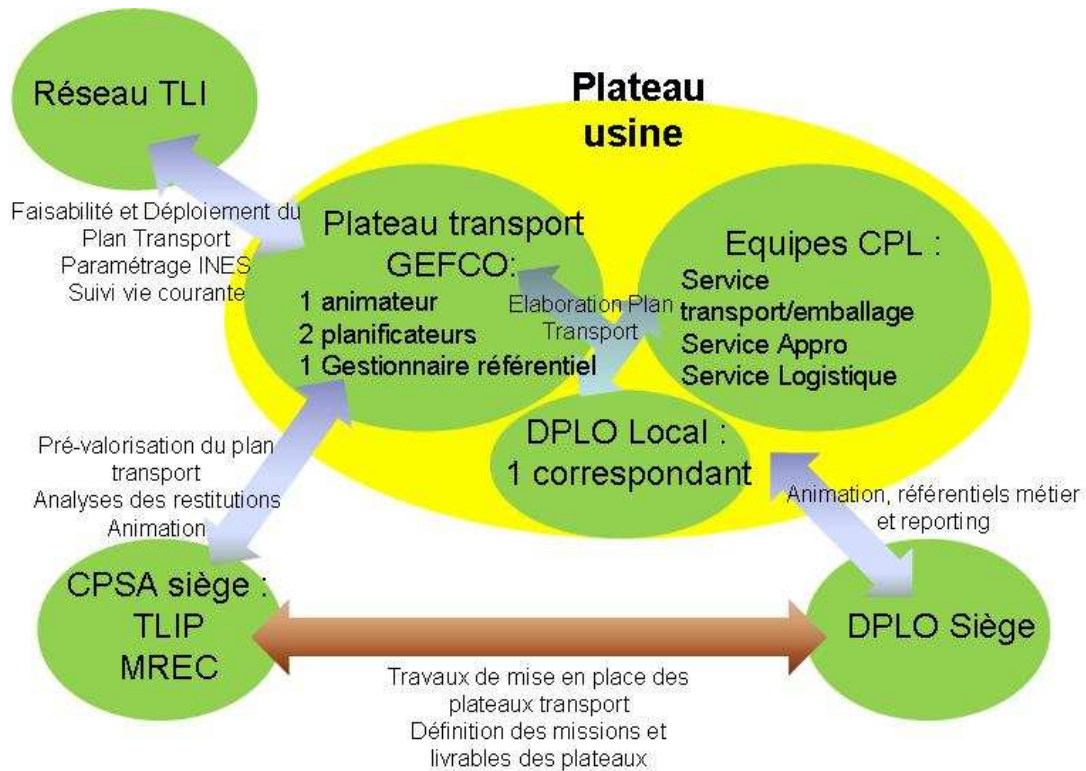 Réseau TLI
Plateau
usine
Faisabilité et Déploiement du
Plan Transport
Paramétrage INES
Suivi vie courante
Plateau transport
GEFCO:
1 animateur
2 planificateurs
1 Gestionnaire référentiel
Elaboration Plan
Transport
Equipes CPL :
Service
transport/emballage
Service Appro
Service Logistique
DPLO Local :
1 correspondant
Pré-valorisation du plan
transport
Analyses des restitutions
Animation
Animation, référentiels métier
et reporting
CPSA siège :
TLIP
MREC
DPLO Siège
Travaux de mise en place des
plateaux transport
Définition des missions et
livrables des plateaux